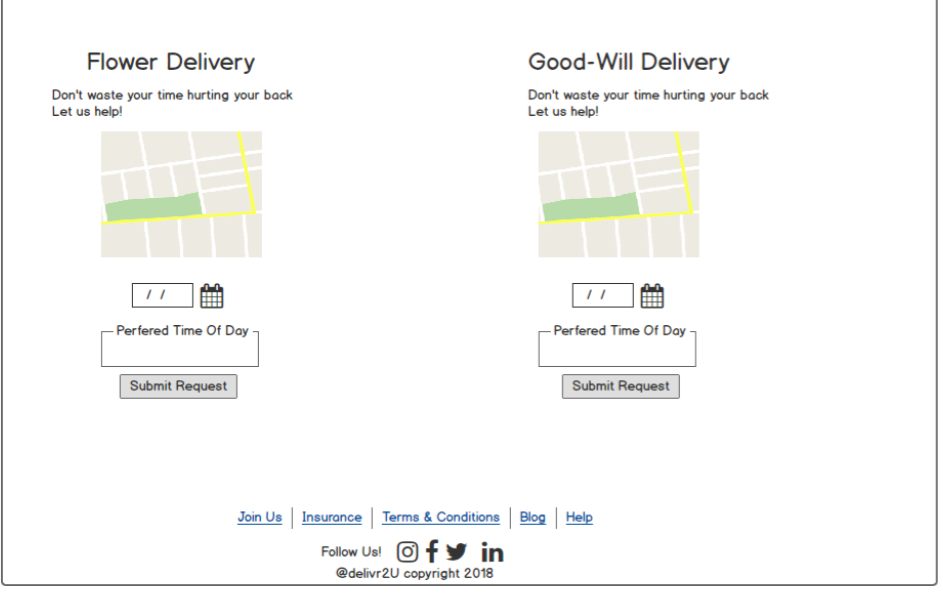 Flower Delivery
Don't waste your time hurting your back
Let us help!
/ /
Perfered Time Of Day
Submit Request
Good-Will Delivery
Don't waste your time hurting your back
Let us help!
/ /
Perfered Time Of Day
Submit Request
Join Us | Insurance | Terms & Conditions | Blog | Help
Follow Us!
@delivr2U copyright 2018